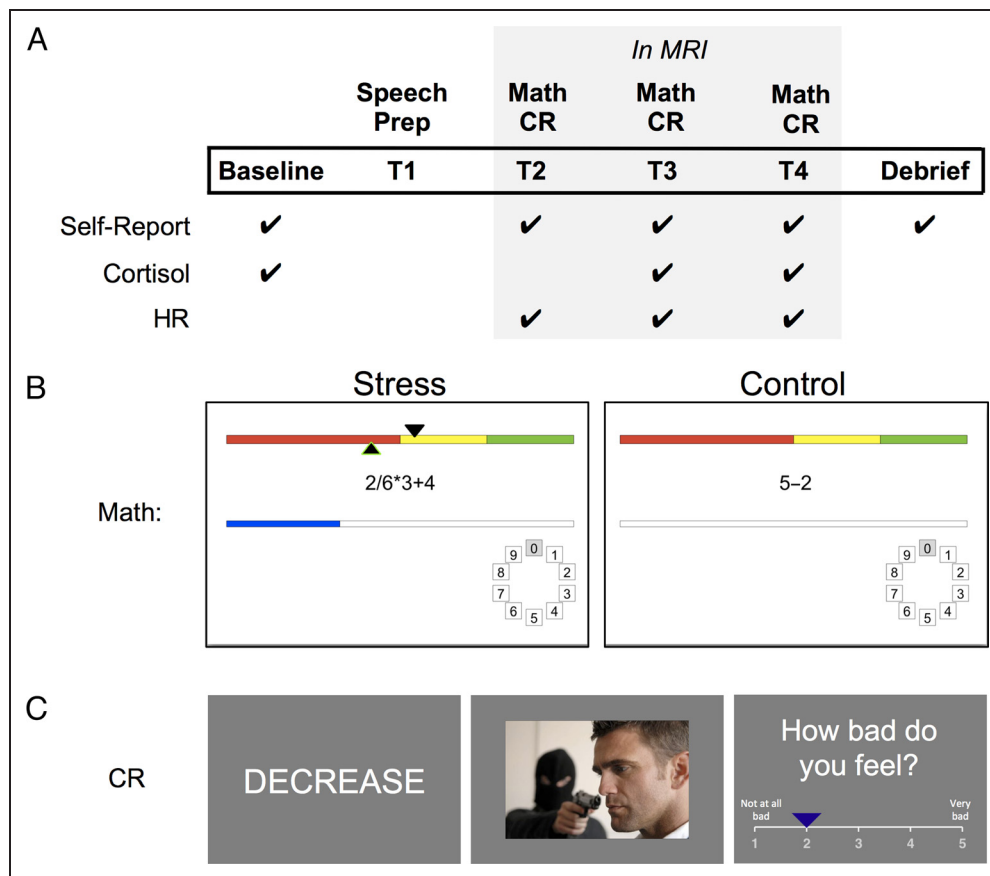 A
In MRI
Speech Prep
Math CR
Math CR
Math CR
Baseline T1 T2 T3 T4 Debrief
Self-Report ✔ ✔ ✔ ✔ ✔
Cortisol ✔ ✔ ✔
HR ✔ ✔ ✔
B
Stress
Control
Math:
2/6*3+4
0
1
2
3
4
5
6
7
8
9
5–2
0
1
2
3
4
5
6
7
8
9
C
CR
DECREASE
How bad do
you feel?
Not at all
bad
Very
bad
1 2 3 4 5